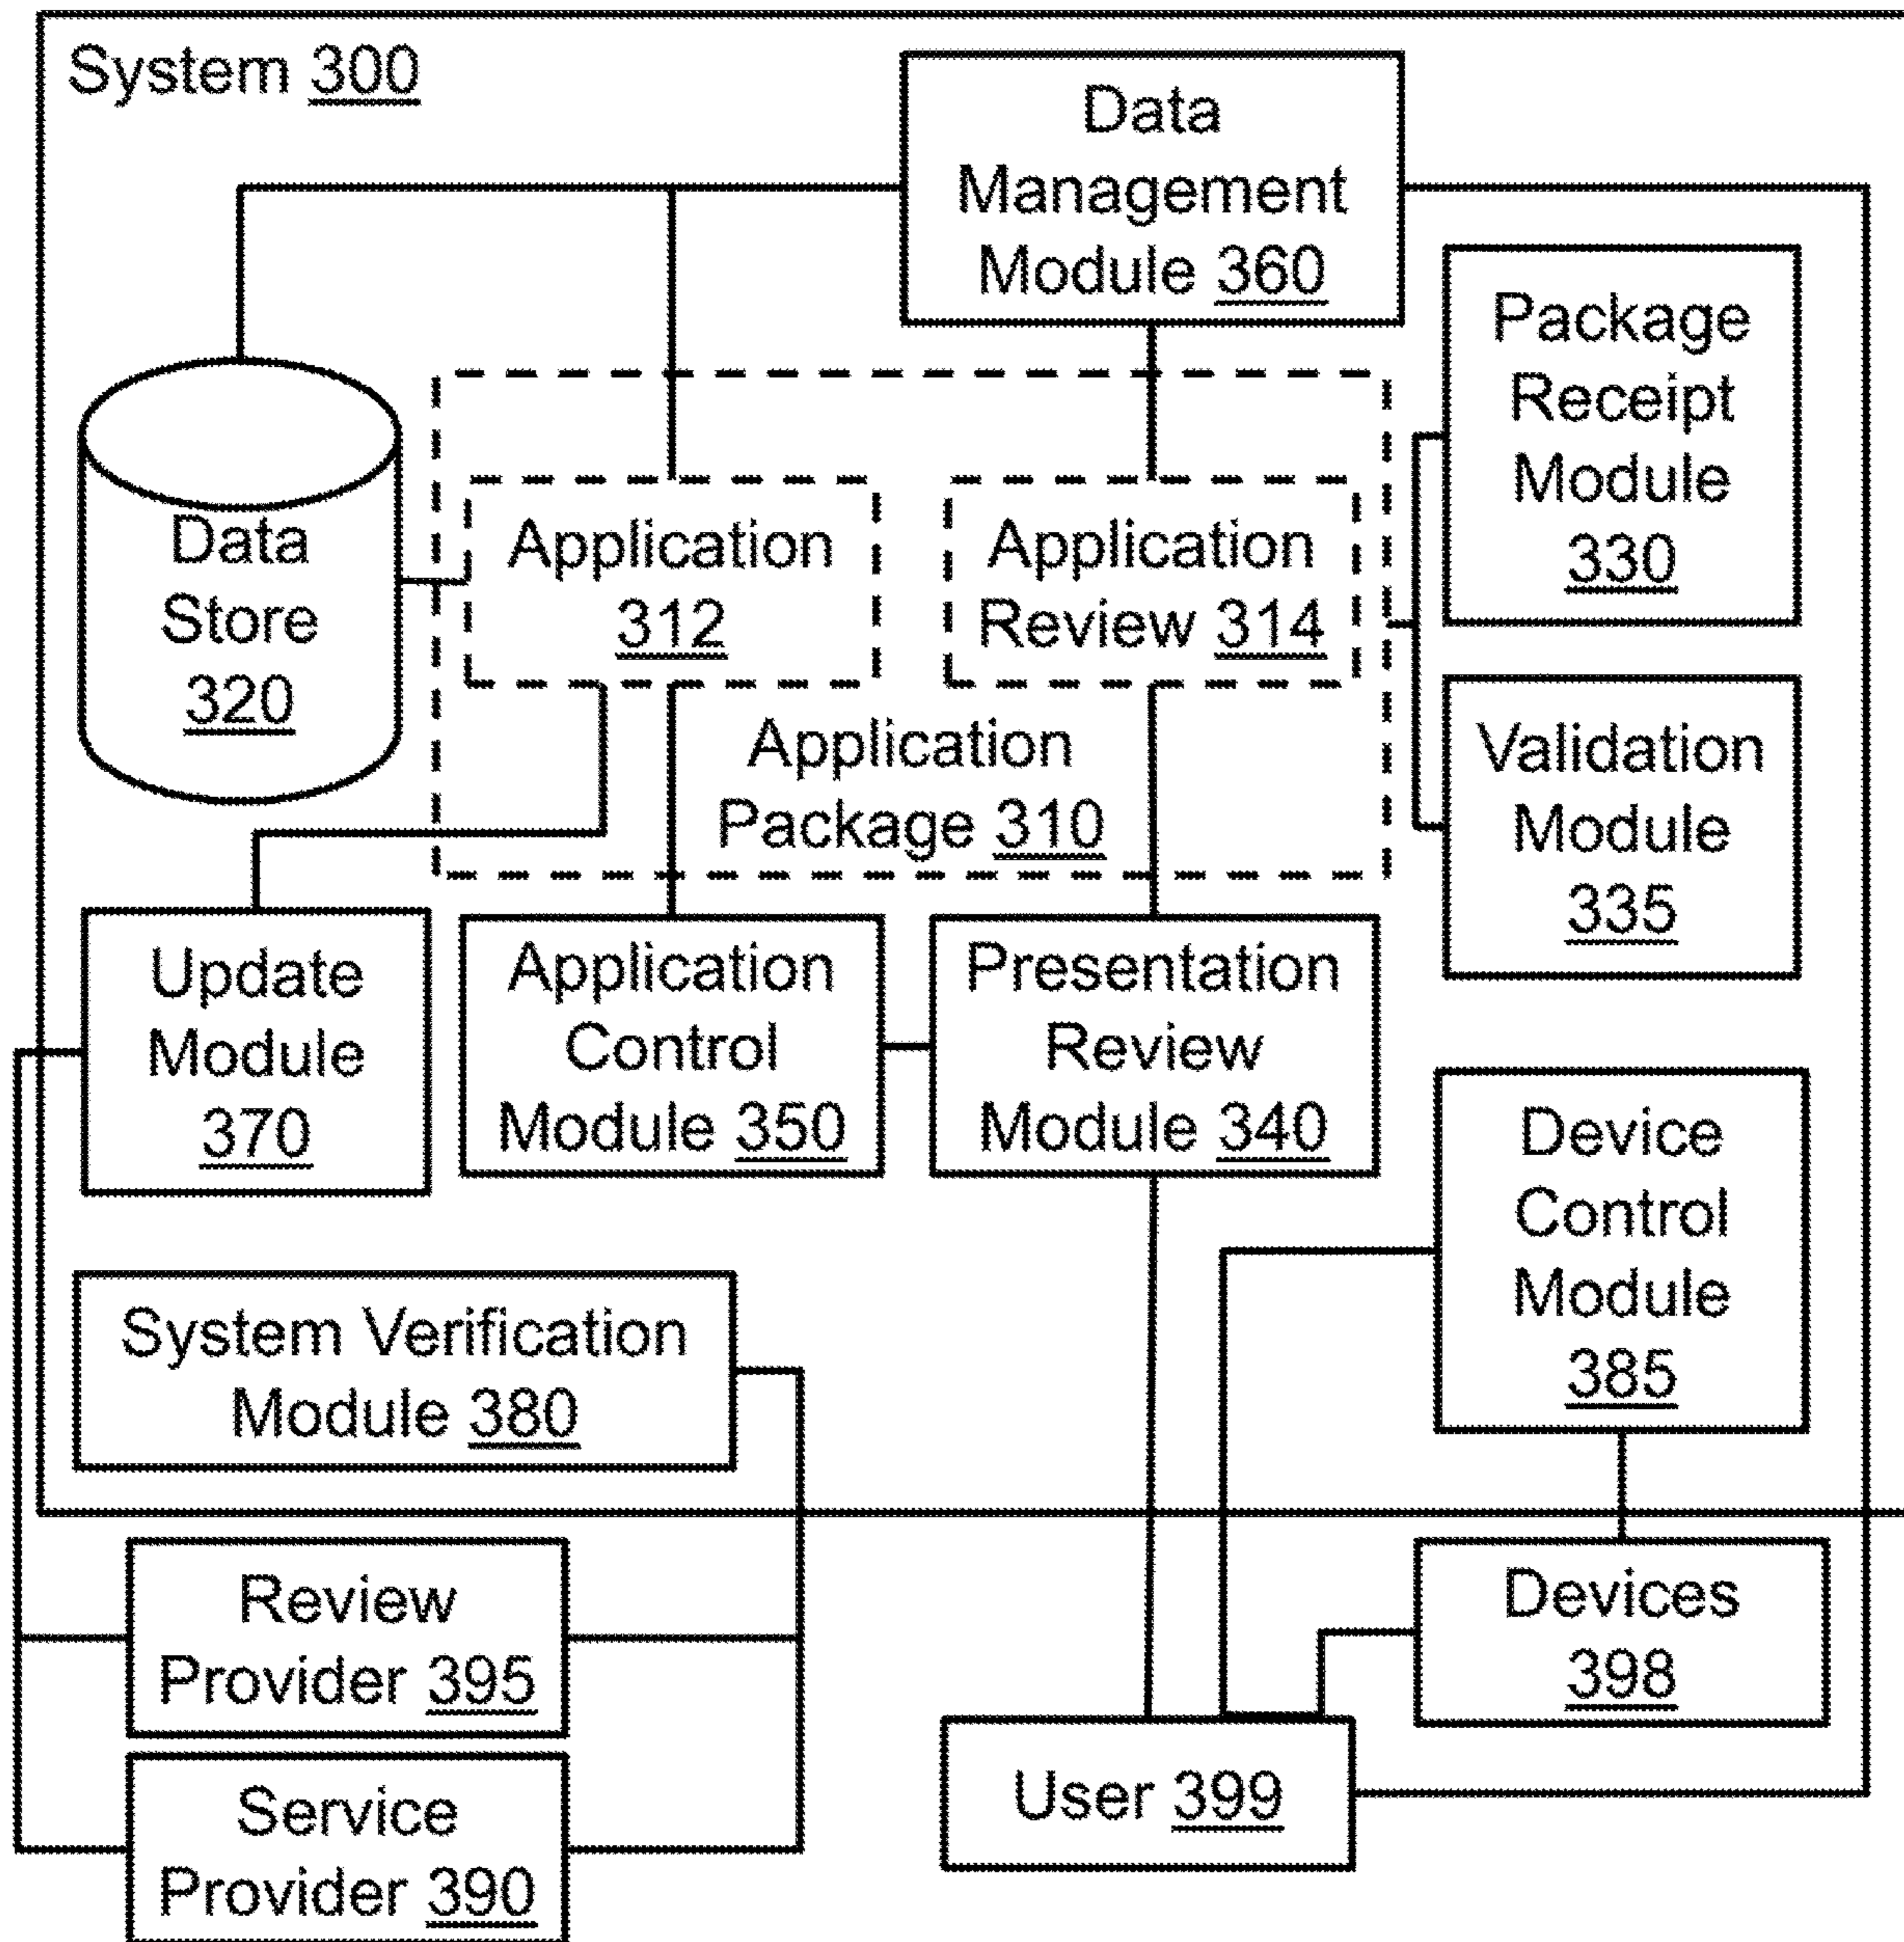 System 300
Data
Management
Module 360
Package
Receipt
Module
330
Data
Store
320
Application
312
Application
Review 314
Application
Package 310
Validation
Module
335
Update
Module
370
Application
Control
Module 350
Presentation
Review
Module 340
Device
Control
Module
385
System Verification
Module 380
Review
Provider 395
Devices
398
Service
Provider 390
User 399